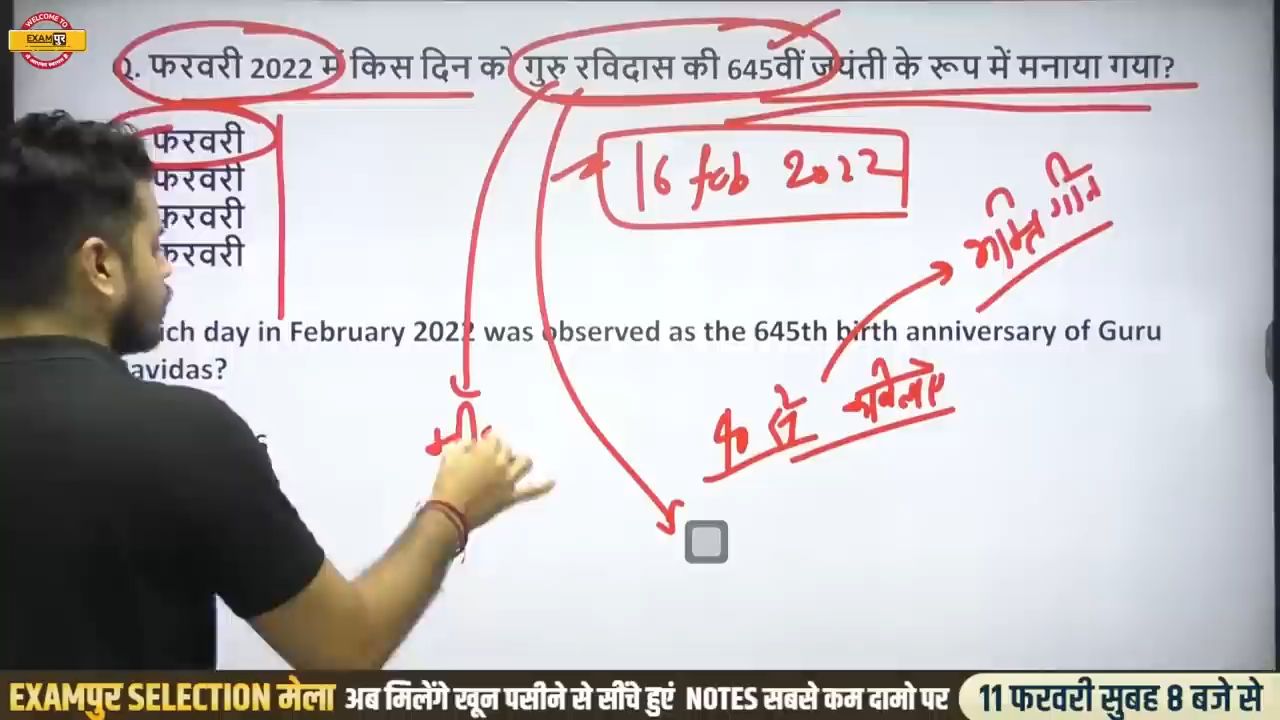 WELCOME TO
EXAMपुर
Q. फरवरी 2022 में किस दिन को गुरु रविदास की 645वीं जयंती के रूप में मनाया गया?
फरवरी
फरवरी
फरवरी
फरवरी
16 feb 2022
ich day in February 2022 was observed as the 645th birth anniversary of Guru
avidas?
EXAMपुर SELECTION मेला अब मिलेंगे खून पसीने से सींचे हुएं NOTES सबसे कम दामो पर 11 फरवरी सुबह 8 बजे से